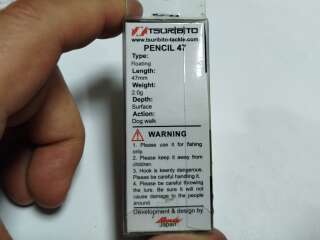 TSURIBITO
www.tsuribito-tackle.com
PENCIL 47
Type:
Floating
Length:
47mm
Weight:
2.0g
Depth:
Surface
Action:
Dog walk
WARNING
1. Please use it for fishing
only.
2. Please keep it away from
children.
3. Hook is keenly dangerous.
Please be careful handling it.
4. Please be careful throwing
the lure. Be sure it will not
cause damage to the people
around.
Development & design by
Japan